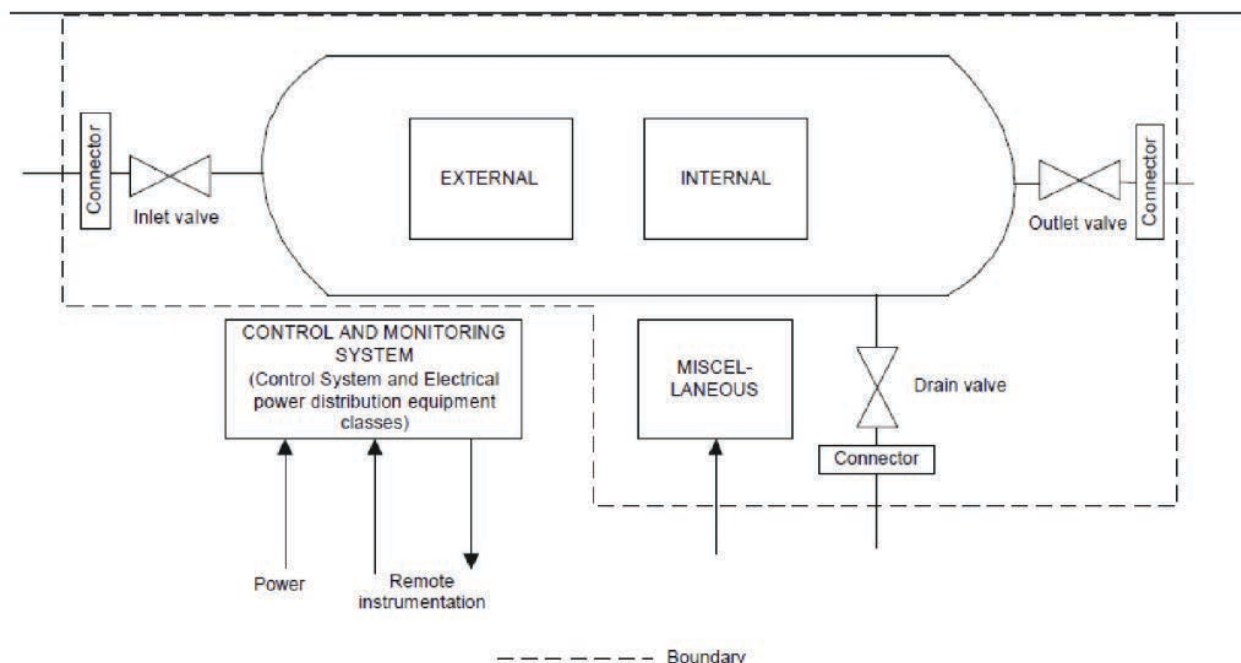 Connector
Inlet valve
EXTERNAL
INTERNAL
Outlet valve
Connector
CONTROL AND MONITORING
SYSTEM
(Control System and Electrical
power distribution equipment
classes)
MISCEL-
LANEOUS
Drain valve
Connector
Power
Remote
instrumentation
Boundary